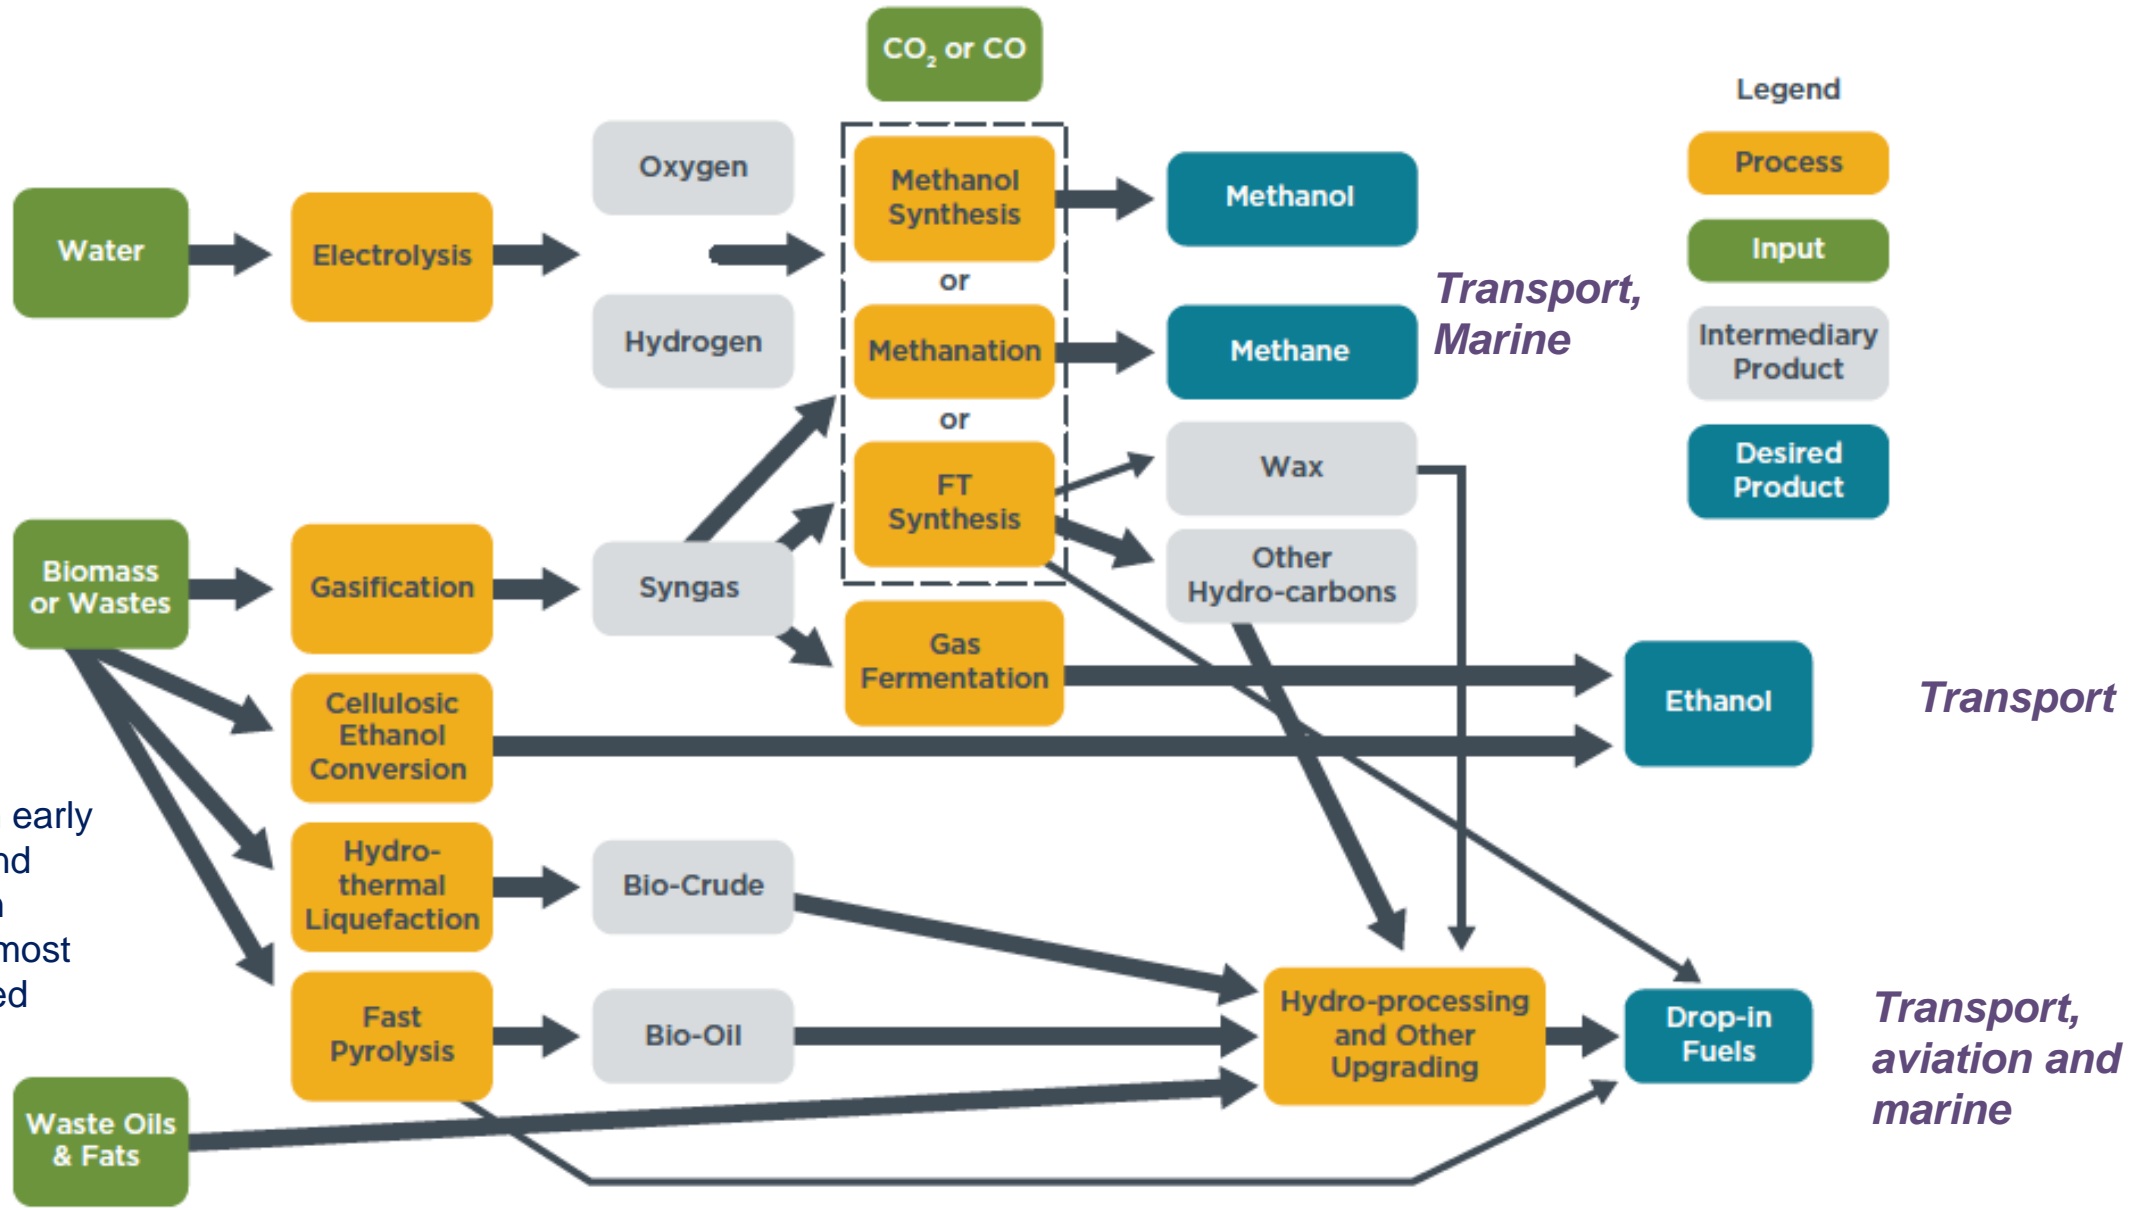 CO₂ or CO
Legend
Process
Input
Intermediary
Product
Desired
Product
Water
Electrolysis
Oxygen
Hydrogen
Methanol
Synthesis
or
Methanation
or
FT
Synthesis
Methanol
Methane
Transport,
Marine
Wax
Other
Hydro-carbons
Biomass
or Wastes
Gasification
Syngas
Gas
Fermentation
Ethanol
Transport
Cellulosic
Ethanol
Conversion
Hydro-
thermal
Liquefaction
Bio-Crude
early
most
Fast
Pyrolysis
Bio-Oil
Hydro-processing
and Other
Upgrading
Drop-in
Fuels
Transport,
aviation and
marine
Waste Oils
& Fats